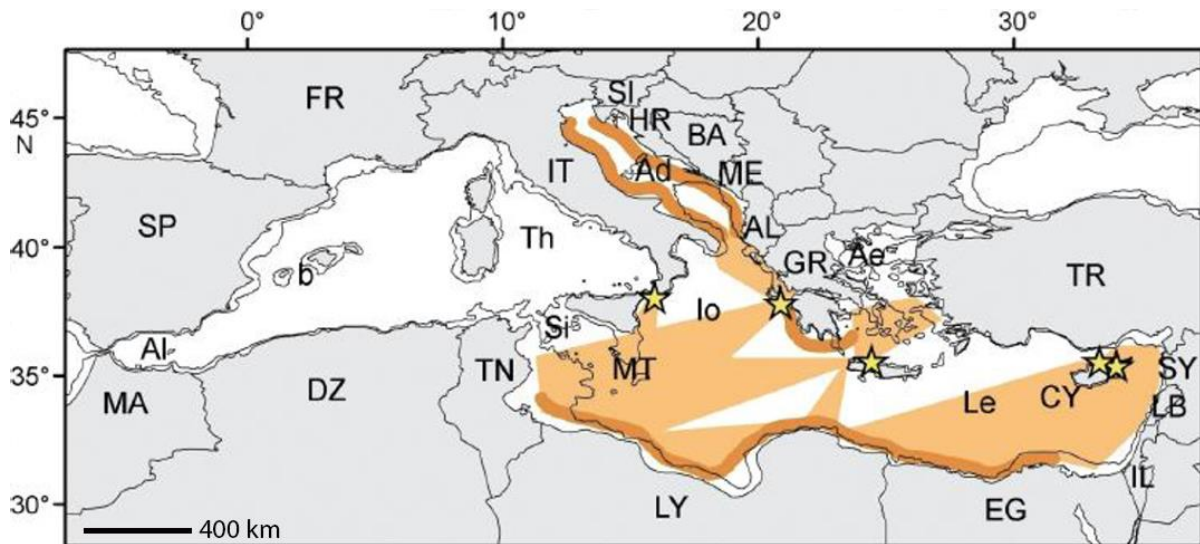 0° 10° 20° 30°
45°
N
40°
35°
30°
FR
SI
HR
BA
IT
Ad
ME
SP
Th
AL
GR
Ae
TR
b
Io
Al
Si
TN
MT
SY
MA
DZ
Le
CY
LB
IL
LY
EG
400 km